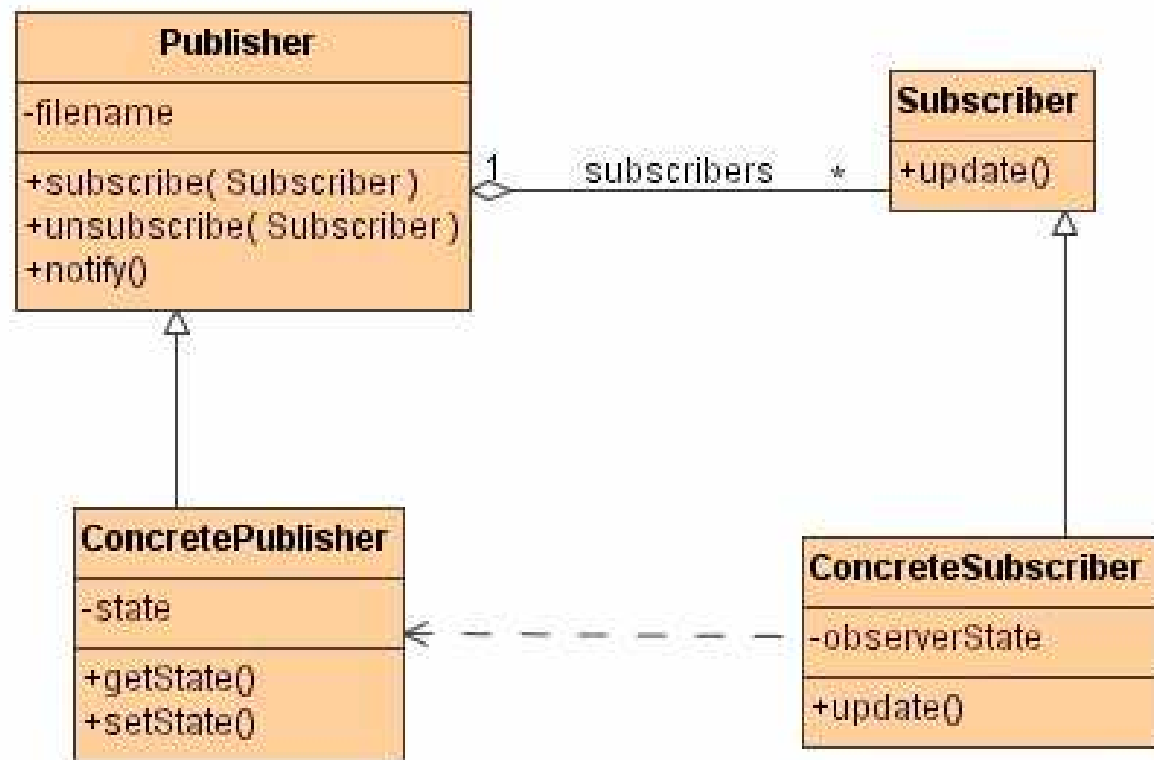 Publisher
-filename
+subscribe( Subscriber )
+unsubscribe( Subscriber )
+notify()
1
subscribers
*
Subscriber
+update()
ConcretePublisher
-state
+getState()
+setState()
ConcreteSubscriber
-observerState
+update()